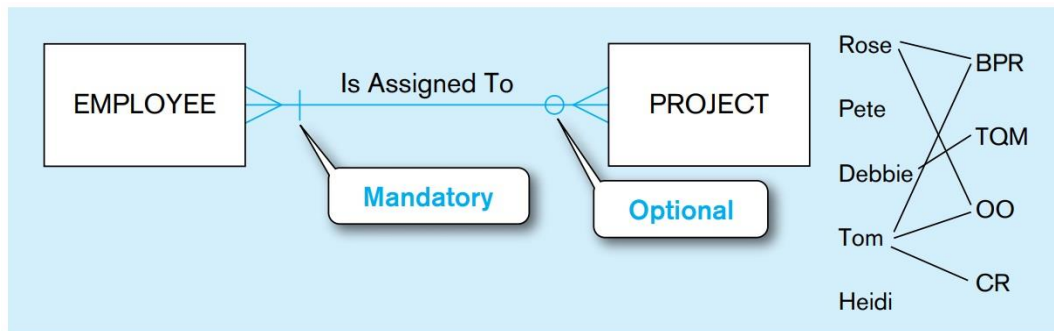 EMPLOYEE
Is Assigned To
PROJECT
Mandatory
Optional
Rose
BPR
Pete
TQM
Debbie
OO
Tom
CR
Heidi